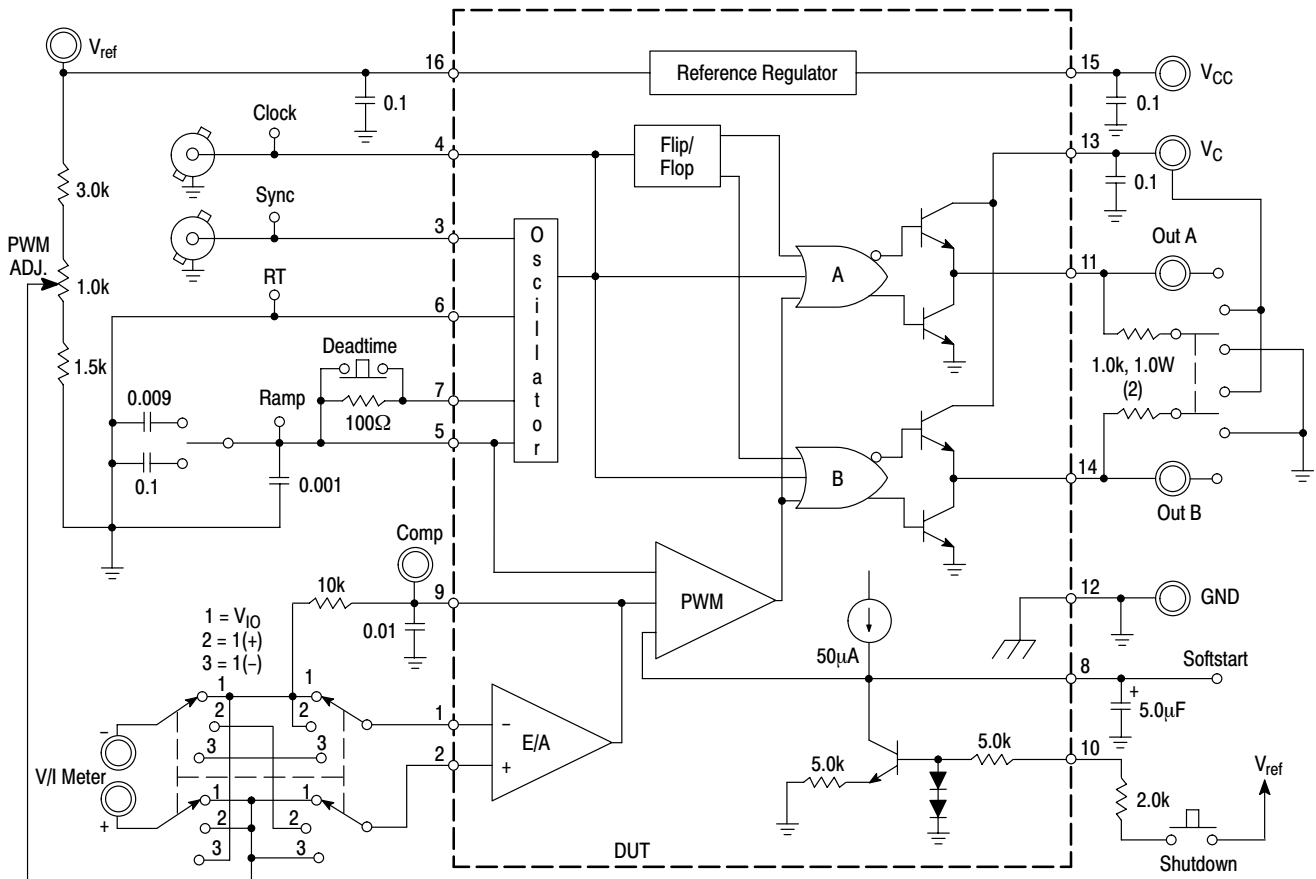 Vref
16
Reference Regulator
15
VCC
0.1
0.1
Clock
4
Flip/
Flop
13
VC
0.1
3.0k
Sync
3
PWM
ADJ.
1.0k
RT
6
O
s
c
i
l
l
a
t
o
r
A
11
Out A
1.5k
Deadtime
7
100Ω
1.0k, 1.0W
(2)
0.009
Ramp
5
0.1
0.001
B
14
Out B
Comp
10k
9
0.01
PWM
12
GND
1 = VIO
2 = 1(+)
3 = 1(−)
50µA
8
Softstart
+
5.0µF
1
1
2
2
3
3
−
V/I Meter
+
1
−
E/A
2
+
5.0k
5.0k
10
Vref
2.0k
1
1
2
2
3
3
DUT
Shutdown